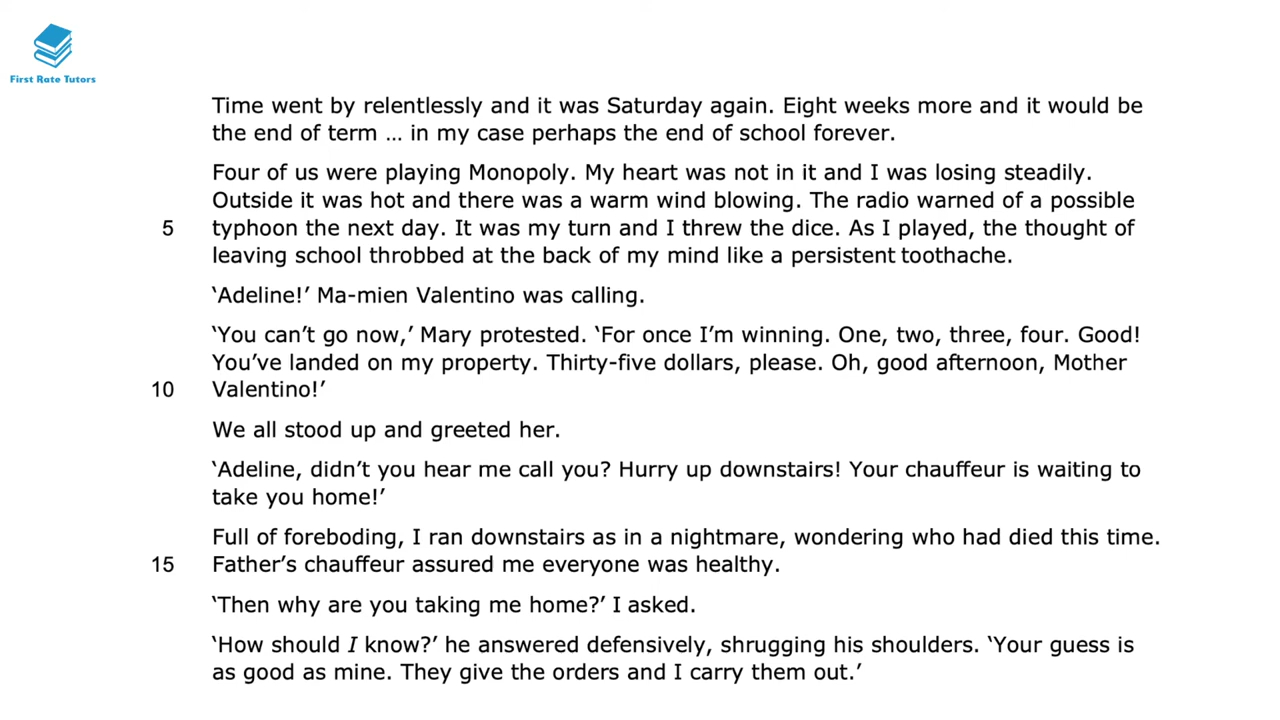 First Rate Tutors
Time went by relentlessly and it was Saturday again. Eight weeks more and it would be
the end of term … in my case perhaps the end of school forever.
Four of us were playing Monopoly. My heart was not in it and I was losing steadily.
Outside it was hot and there was a warm wind blowing. The radio warned of a possible
5 typhoon the next day. It was my turn and I threw the dice. As I played, the thought of
leaving school throbbed at the back of my mind like a persistent toothache.
‘Adeline!’ Ma-mien Valentino was calling.
‘You can’t go now,’ Mary protested. ‘For once I’m winning. One, two, three, four. Good!
You’ve landed on my property. Thirty-five dollars, please. Oh, good afternoon, Mother
10 Valentino!’
We all stood up and greeted her.
‘Adeline, didn’t you hear me call you? Hurry up downstairs! Your chauffeur is waiting to
take you home!’
Full of foreboding, I ran downstairs as in a nightmare, wondering who had died this time.
15 Father’s chauffeur assured me everyone was healthy.
‘Then why are you taking me home?’ I asked.
‘How should I know?’ he answered defensively, shrugging his shoulders. ‘Your guess is
as good as mine. They give the orders and I carry them out.’